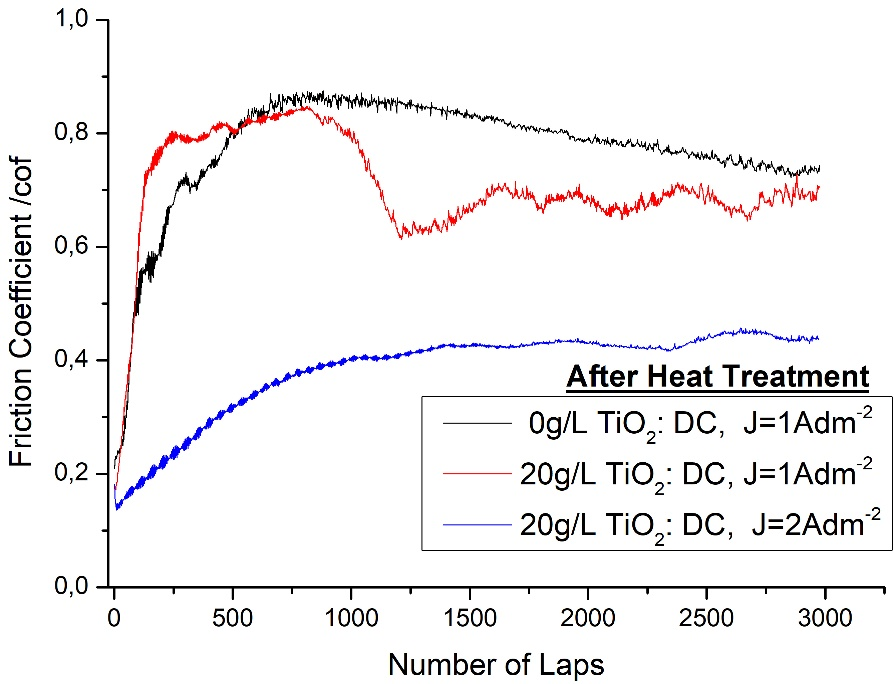 1,0
0,8
0,6
0,4
0,2
0,0
Friction Coefficient /cof
After Heat Treatment
0g/L TiO₂: DC, J=1Adm⁻²
20g/L TiO₂: DC, J=1Adm⁻²
20g/L TiO₂: DC, J=2Adm⁻²
0 500 1000 1500 2000 2500 3000
Number of Laps